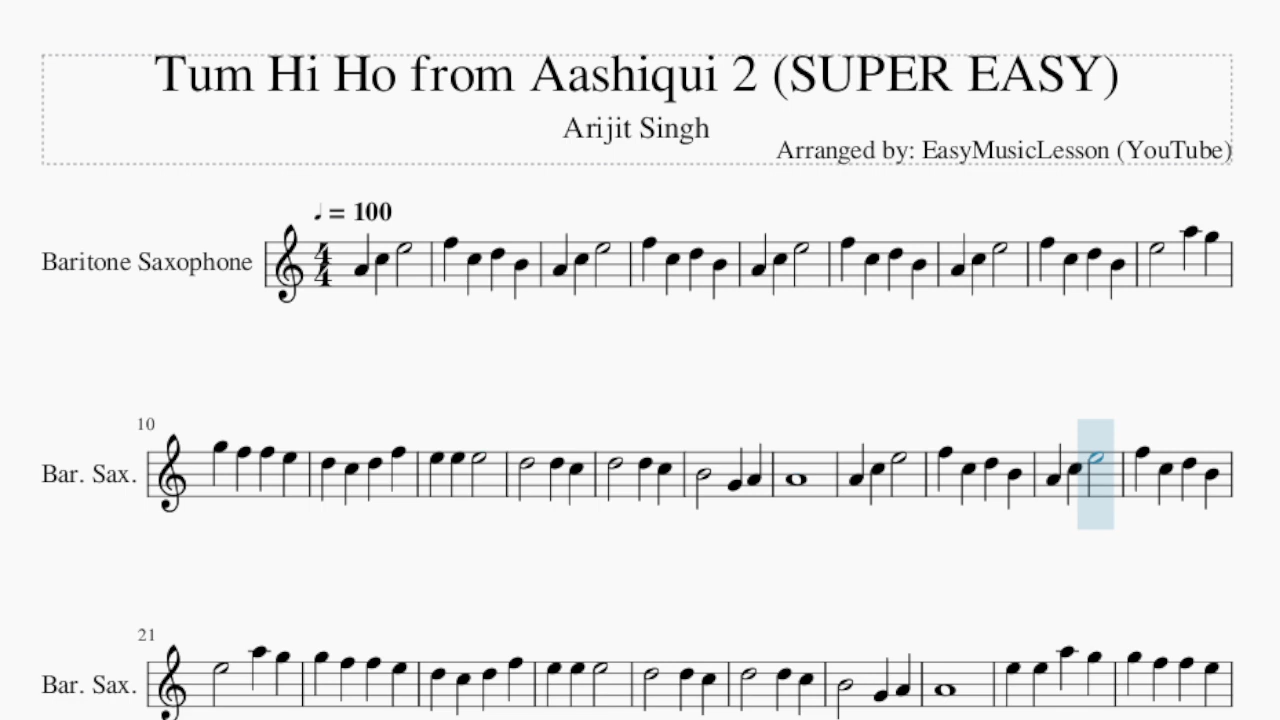 Tum Hi Ho from Aashiqui 2 (SUPER EASY)
Arijit Singh
Arranged by: EasyMusicLesson (YouTube)
♩ = 100
Baritone Saxophone
4
4
10
Bar. Sax.
21
Bar. Sax.